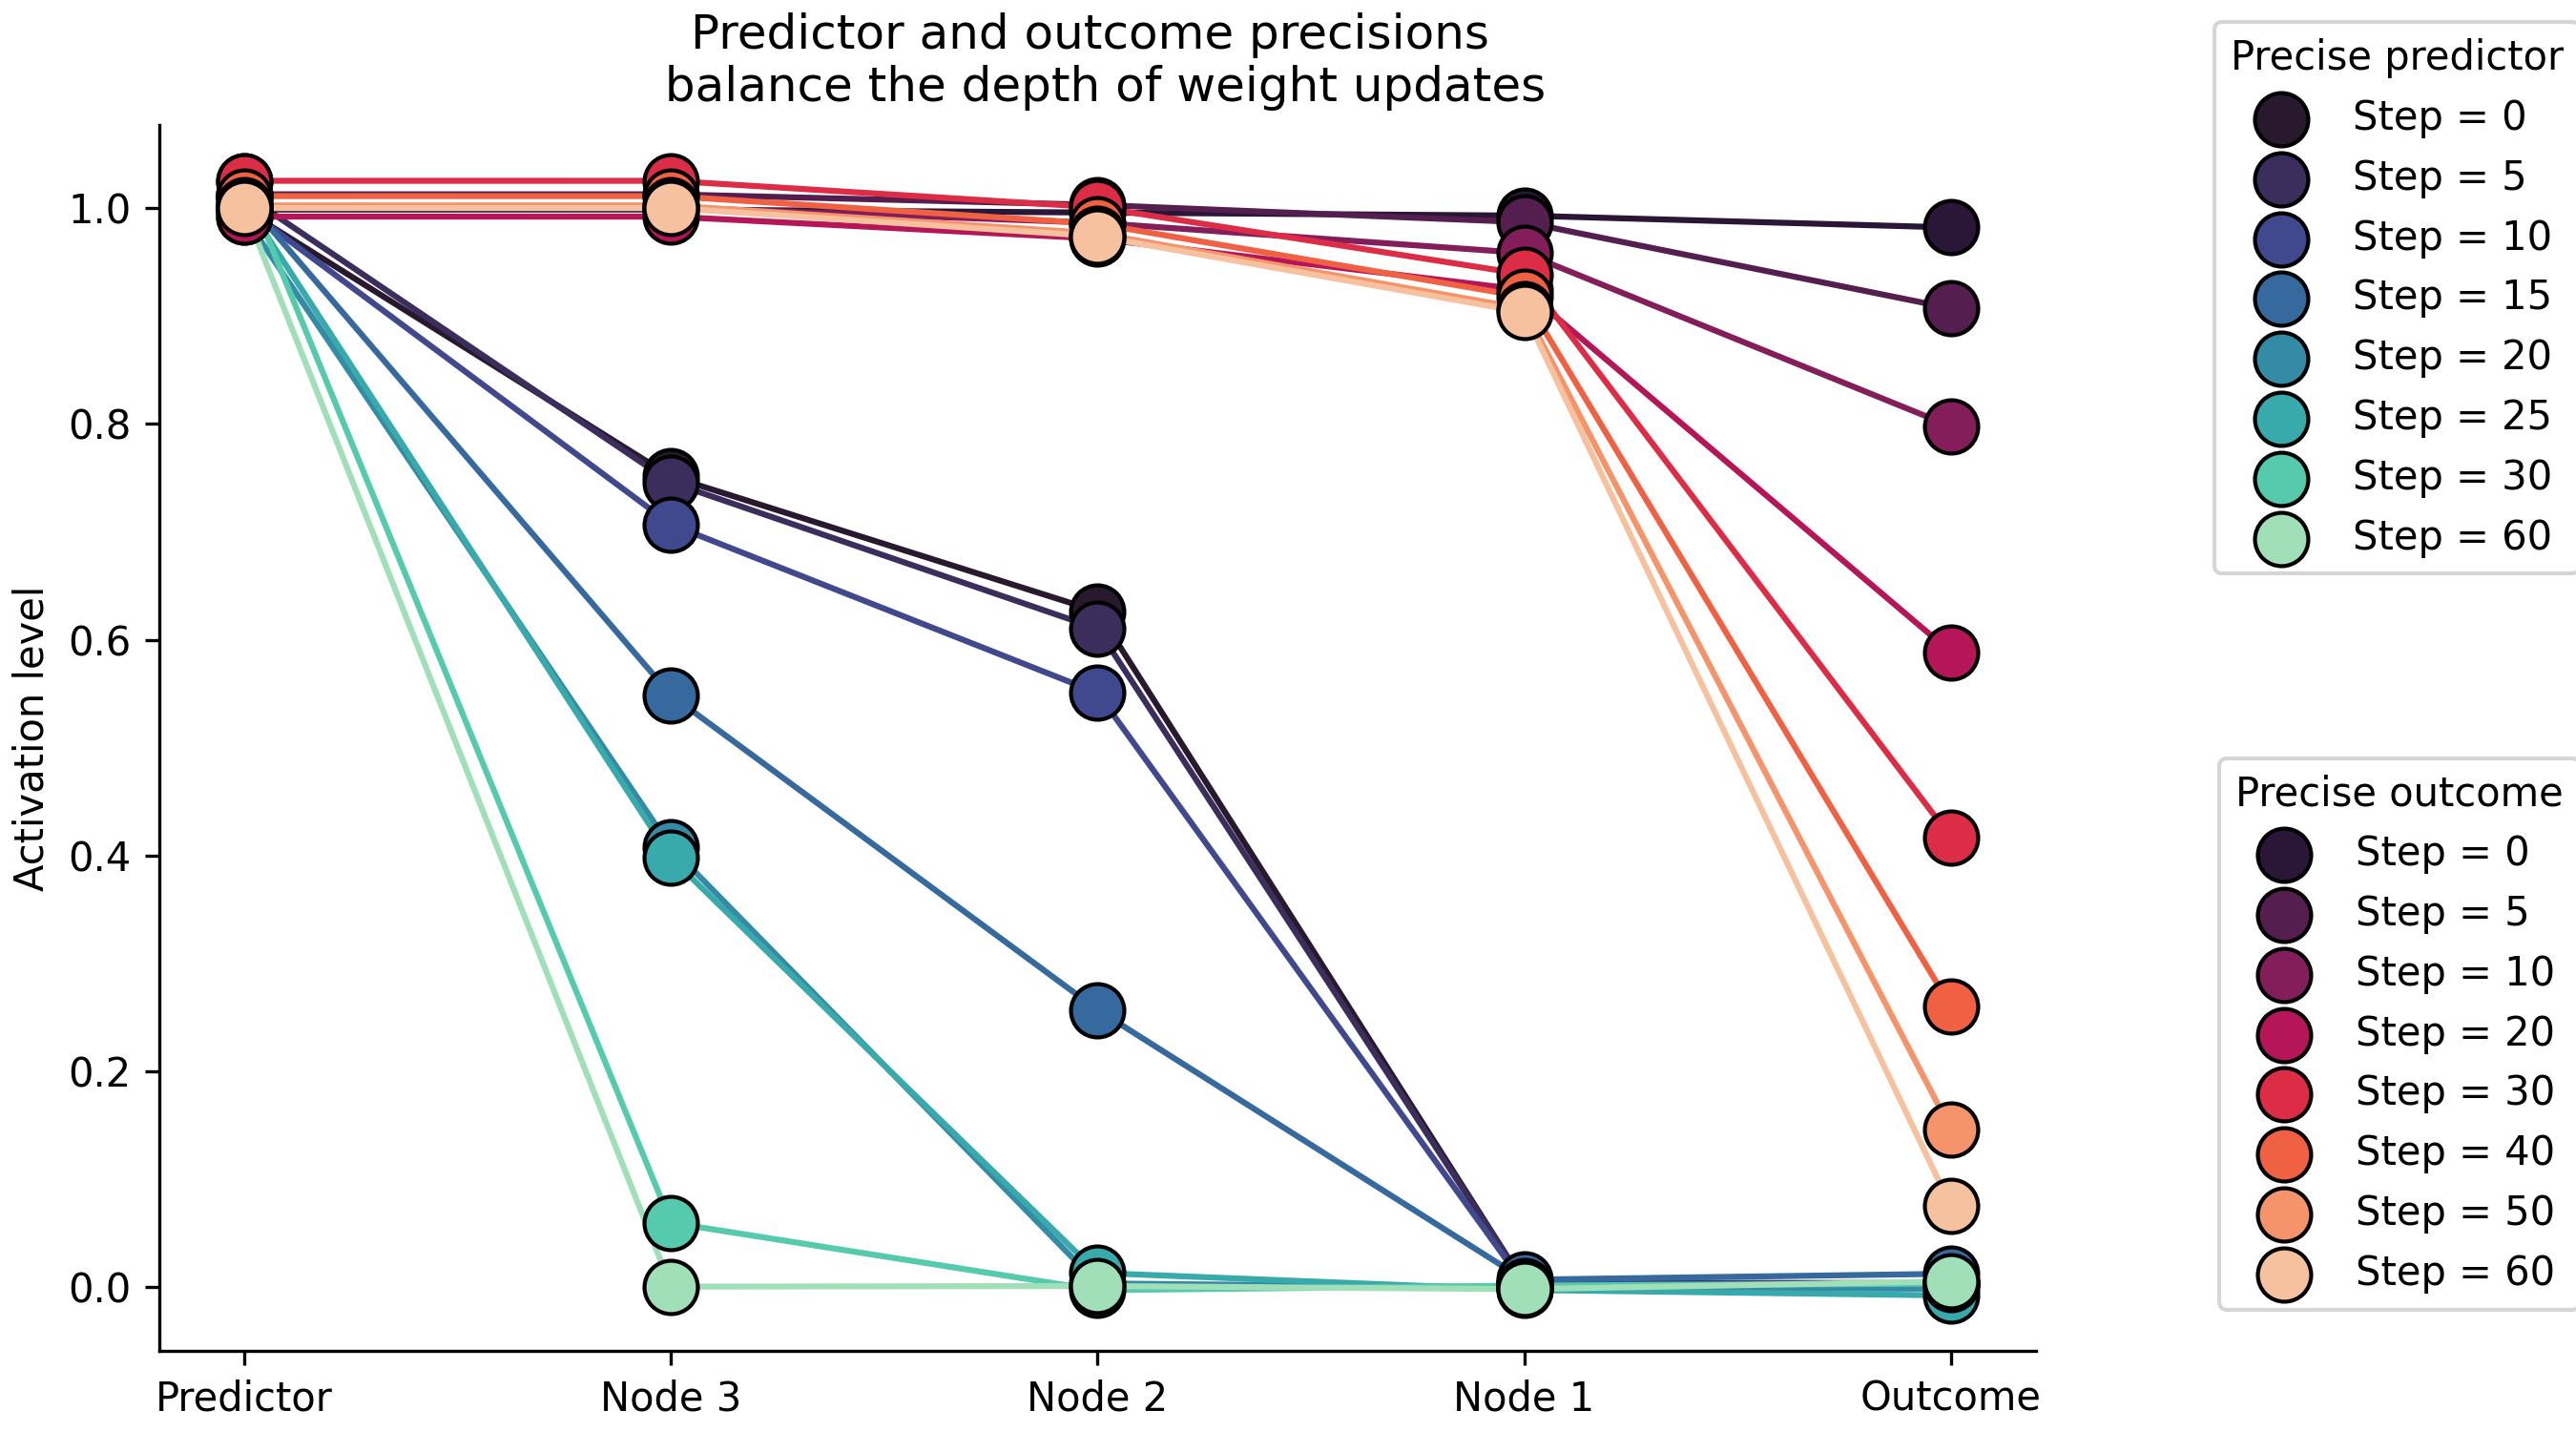 Predictor and outcome precisions
balance the depth of weight updates
Activation level
1.0
0.8
0.6
0.4
0.2
0.0
Predictor
Node 3
Node 2
Node 1
Outcome
Precise predictor
Step = 0
Step = 5
Step = 10
Step = 15
Step = 20
Step = 25
Step = 30
Step = 60
Precise outcome
Step = 0
Step = 5
Step = 10
Step = 20
Step = 30
Step = 40
Step = 50
Step = 60